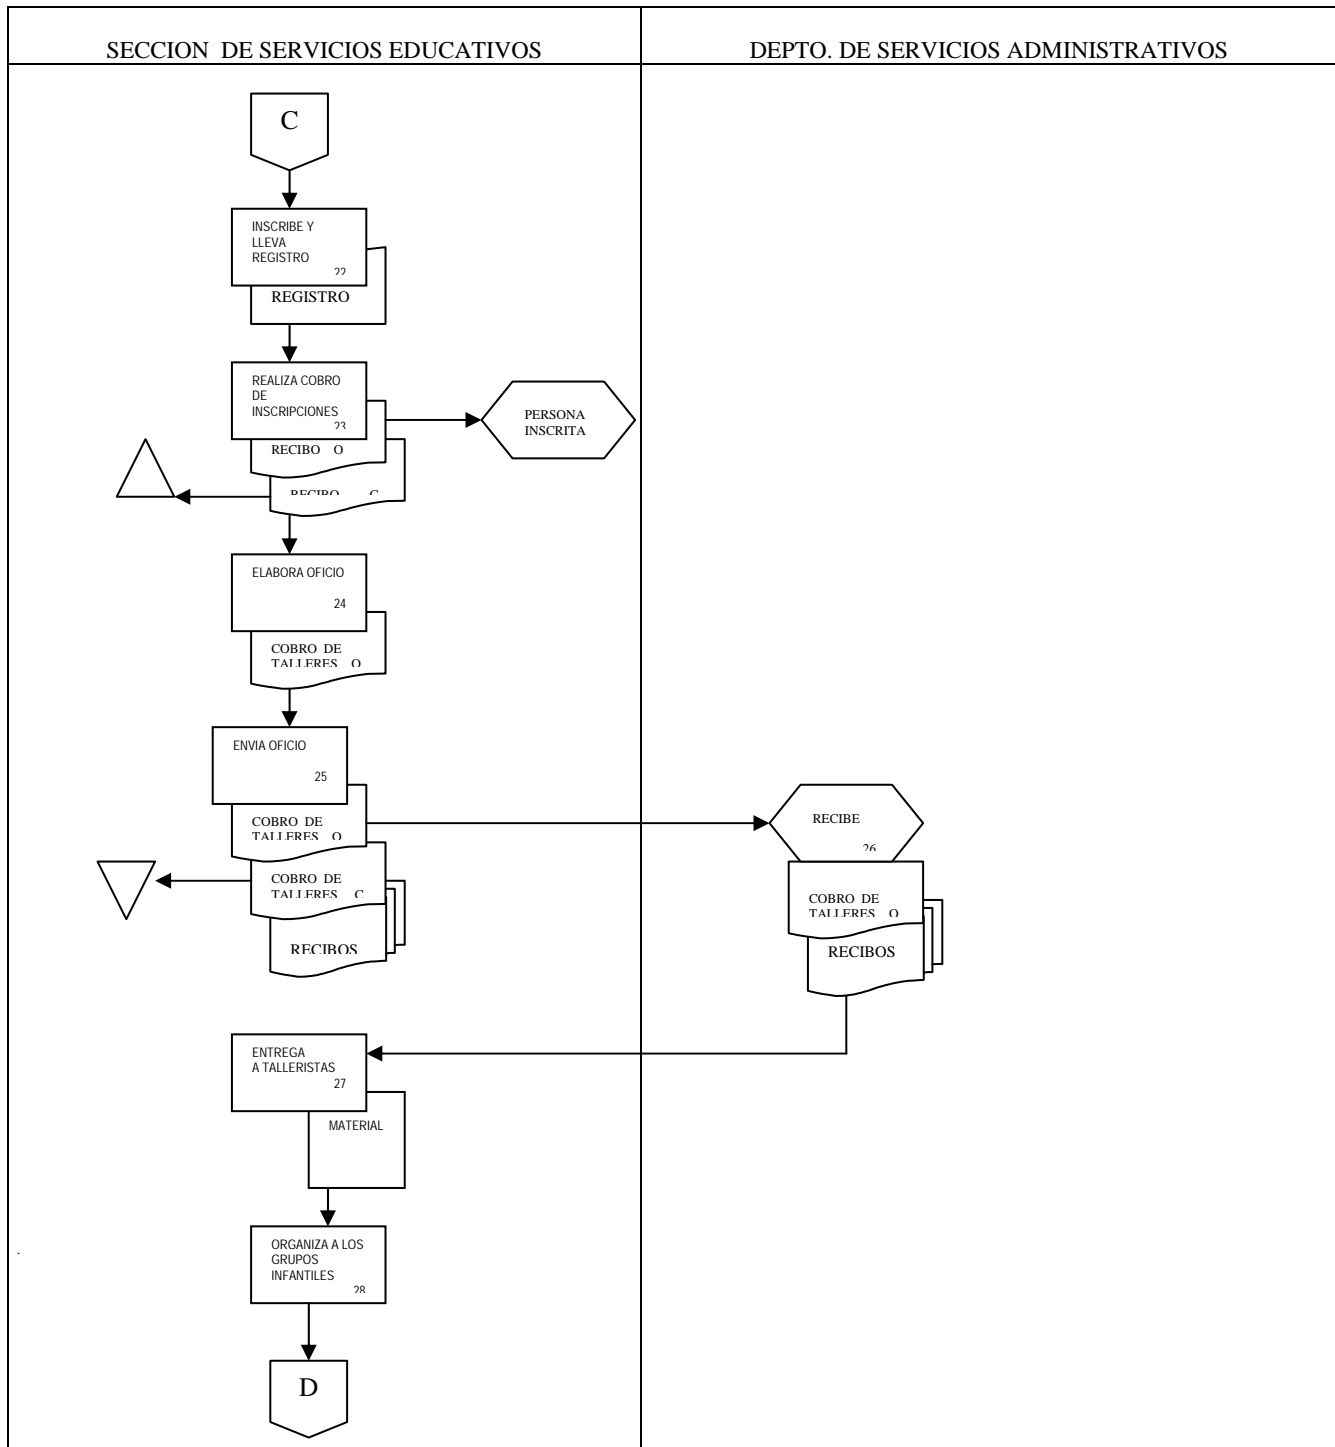 SECCION DE SERVICIOS EDUCATIVOS
DEPTO. DE SERVICIOS ADMINISTRATIVOS
C
INSCRIBE Y
LLEVA
REGISTRO
22
REGISTRO
REALIZA COBRO
DE
INSCRIPCIONES
23
PERSONA
INSCRITA
RECIBO O
RECIBO C
ELABORA OFICIO
24
COBRO DE
TALLERES O
ENVIA OFICIO
25
COBRO DE
TALLERES O
COBRO DE
TALLERES C
RECIBOS
RECIBE
26
COBRO DE
TALLERES O
RECIBOS
ENTREGA
A TALLERISTAS
27
MATERIAL
ORGANIZA A LOS
GRUPOS
INFANTILES
28
D